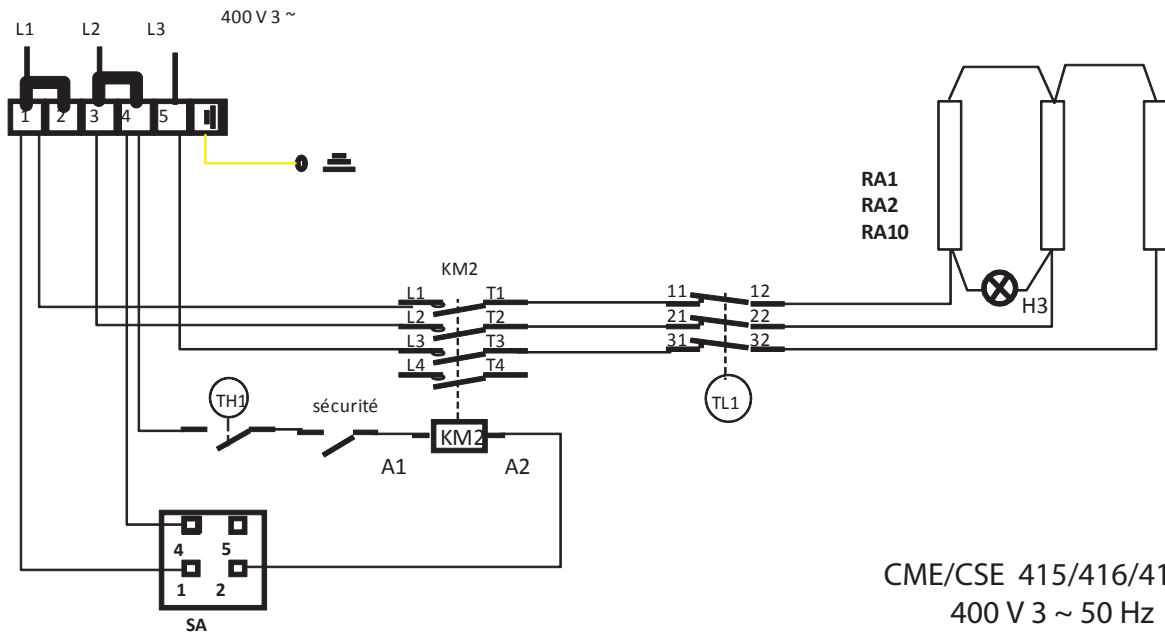 400 V 3 ~
L1 L2 L3
1 2 3 4 5
RA1
RA2
RA10
KM2
L1 T1 11 12
H3
L2 T2 21 22
L3 T3 31 32
L4 T4
TH1 TL1
sécurité
KM2
A1 A2
4 5
1 2
SA
CME/CSE 415/416/41
400 V 3 ~ 50 Hz